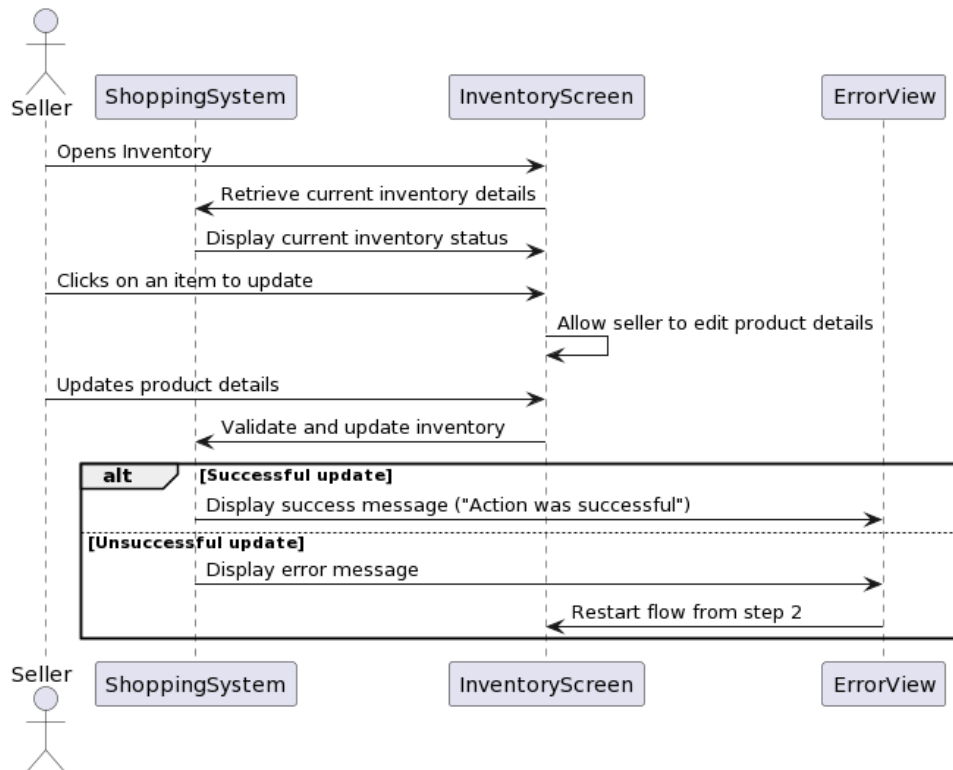 Seller
ShoppingSystem
InventoryScreen
ErrorView
Opens Inventory
Retrieve current inventory details
Display current inventory status
Clicks on an item to update
Allow seller to edit product details
Updates product details
Validate and update inventory
alt
[Successful update]
Display success message ("Action was successful")
[Unsuccessful update]
Display error message
Restart flow from step 2
Seller
ShoppingSystem
InventoryScreen
ErrorView